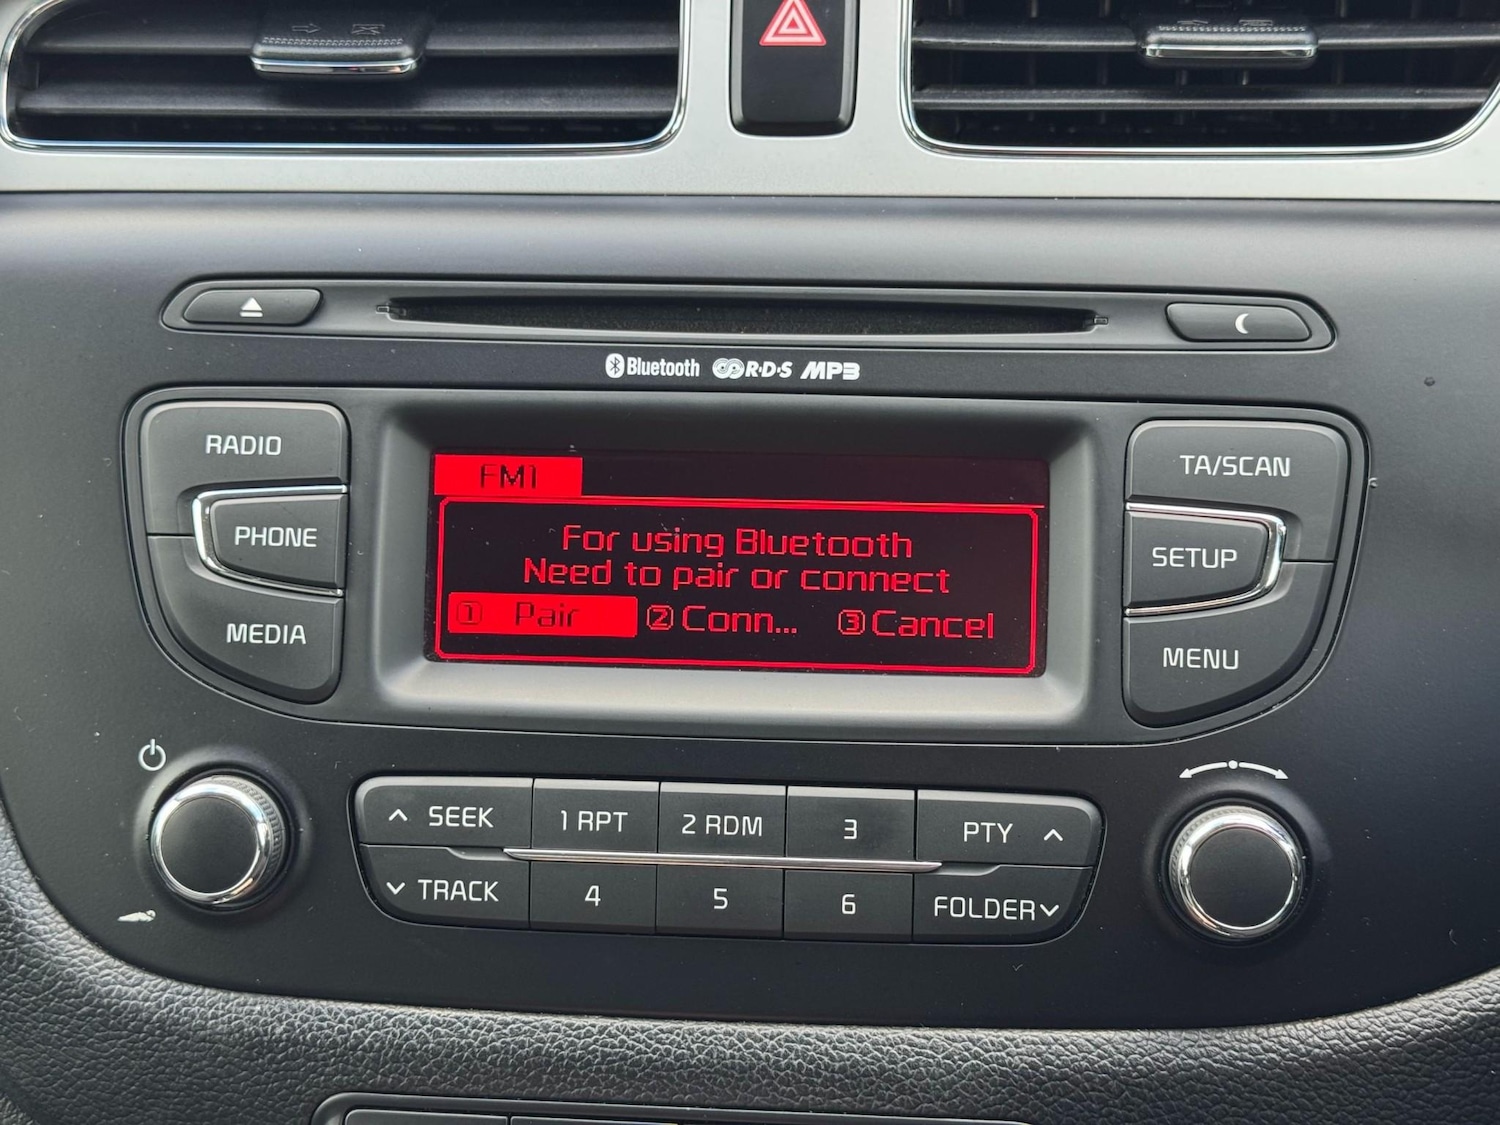 Bluetooth R·D·S MP3
RADIO
PHONE
MEDIA
FM1
For using Bluetooth
Need to pair or connect
1 Pair 2 Conn... 3 Cancel
TA/SCAN
SETUP
MENU
SEEK
TRACK
1 RPT
2 RDM
3
4
5
6
PTY
FOLDER